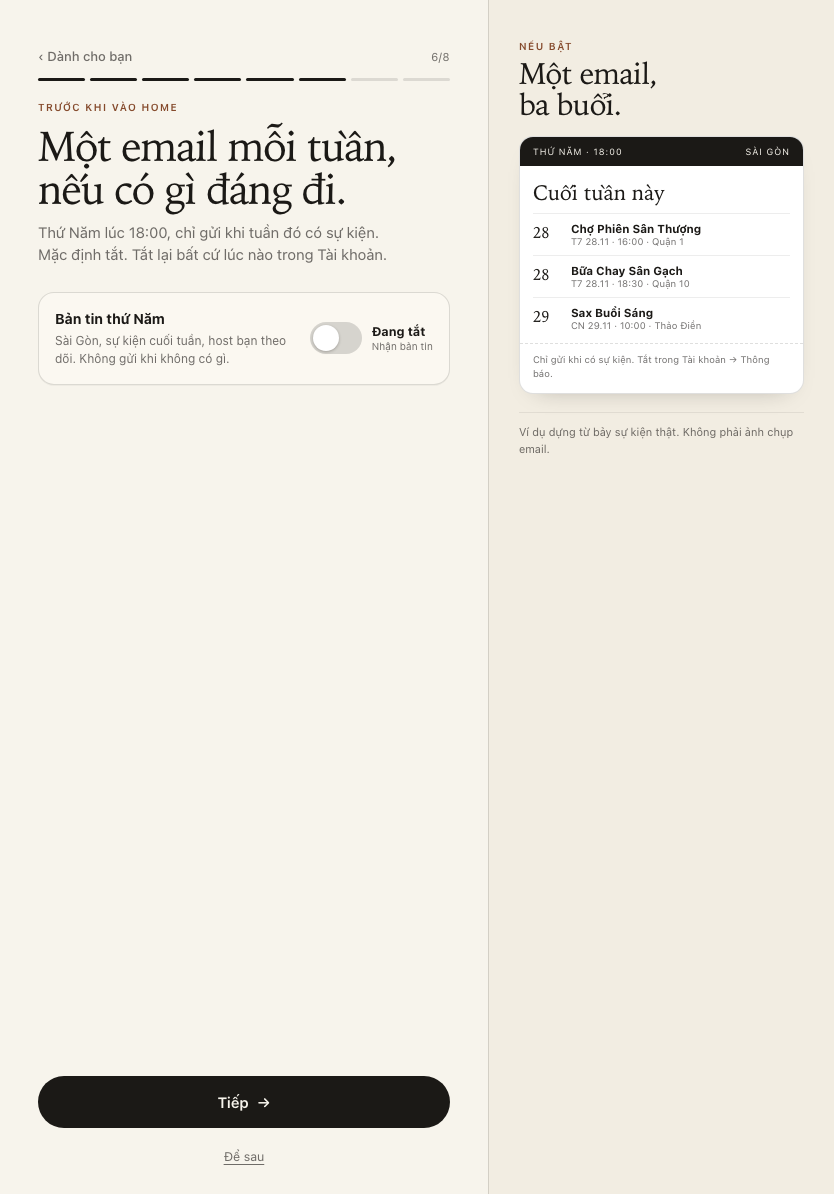 ‹ Dành cho bạn
6/8
TRƯỚC KHI VÀO HOME
Một email mỗi tuần,
nếu có gì đáng đi.
Thứ Năm lúc 18:00, chỉ gửi khi tuần đó có sự kiện.
Mặc định tắt. Tắt lại bất cứ lúc nào trong Tài khoản.
Bản tin thứ Năm
Sài Gòn, sự kiện cuối tuần, host bạn theo
dõi. Không gửi khi không có gì.
Đang tắt
Nhận bản tin
Tiếp →
Để sau
NẾU BẬT
Một email,
ba buổi.
THỨ NĂM · 18:00
SÀI GÒN
Cuối tuần này
28
Chợ Phiên Sân Thượng
T7 28.11 · 16:00 · Quận 1
28
Bữa Chay Sân Gạch
T7 28.11 · 18:30 · Quận 10
29
Sax Buổi Sáng
CN 29.11 · 10:00 · Thảo Điền
Chỉ gửi khi có sự kiện. Tắt trong Tài khoản → Thông
báo.
Ví dụ dựng từ bảy sự kiện thật. Không phải ảnh chụp
email.